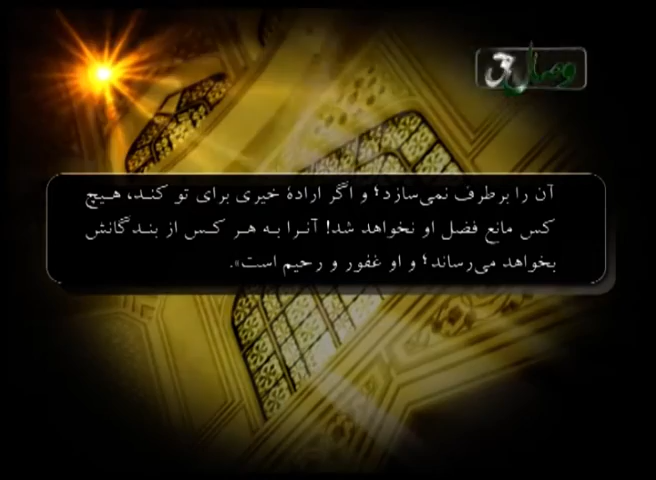 وصال
آن را برطرف نمی‌سازد؛ و اگر ارادهٔ خیری برای تو کند، هیچ
کس مانع فضل او نخواهد شد! آنرا به هر کس از بندگانش
بخواهد می‌رساند؛ و او غفور و رحیم است».